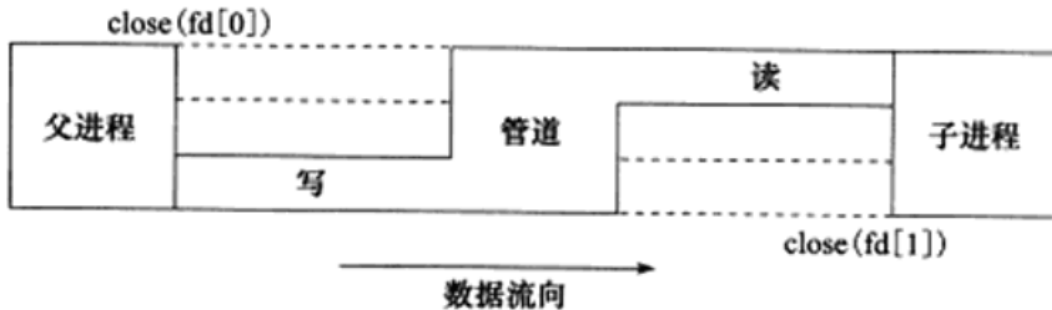 close(fd[0])
读
父进程
管道
子进程
写
close(fd[1])
数据流向